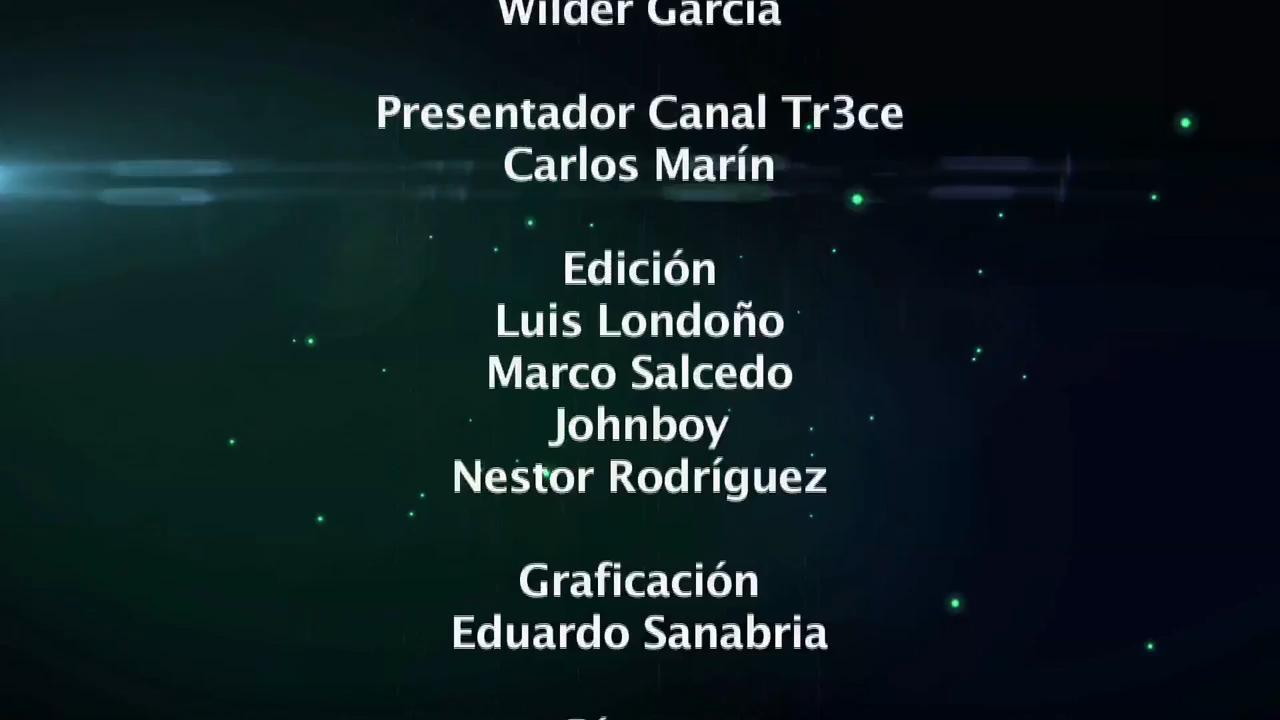 Wilder García
Presentador Canal Tr3ce
Carlos Marín
Edición
Luis Londoño
Marco Salcedo
Johnboy
Nestor Rodríguez
Graficación
Eduardo Sanabria